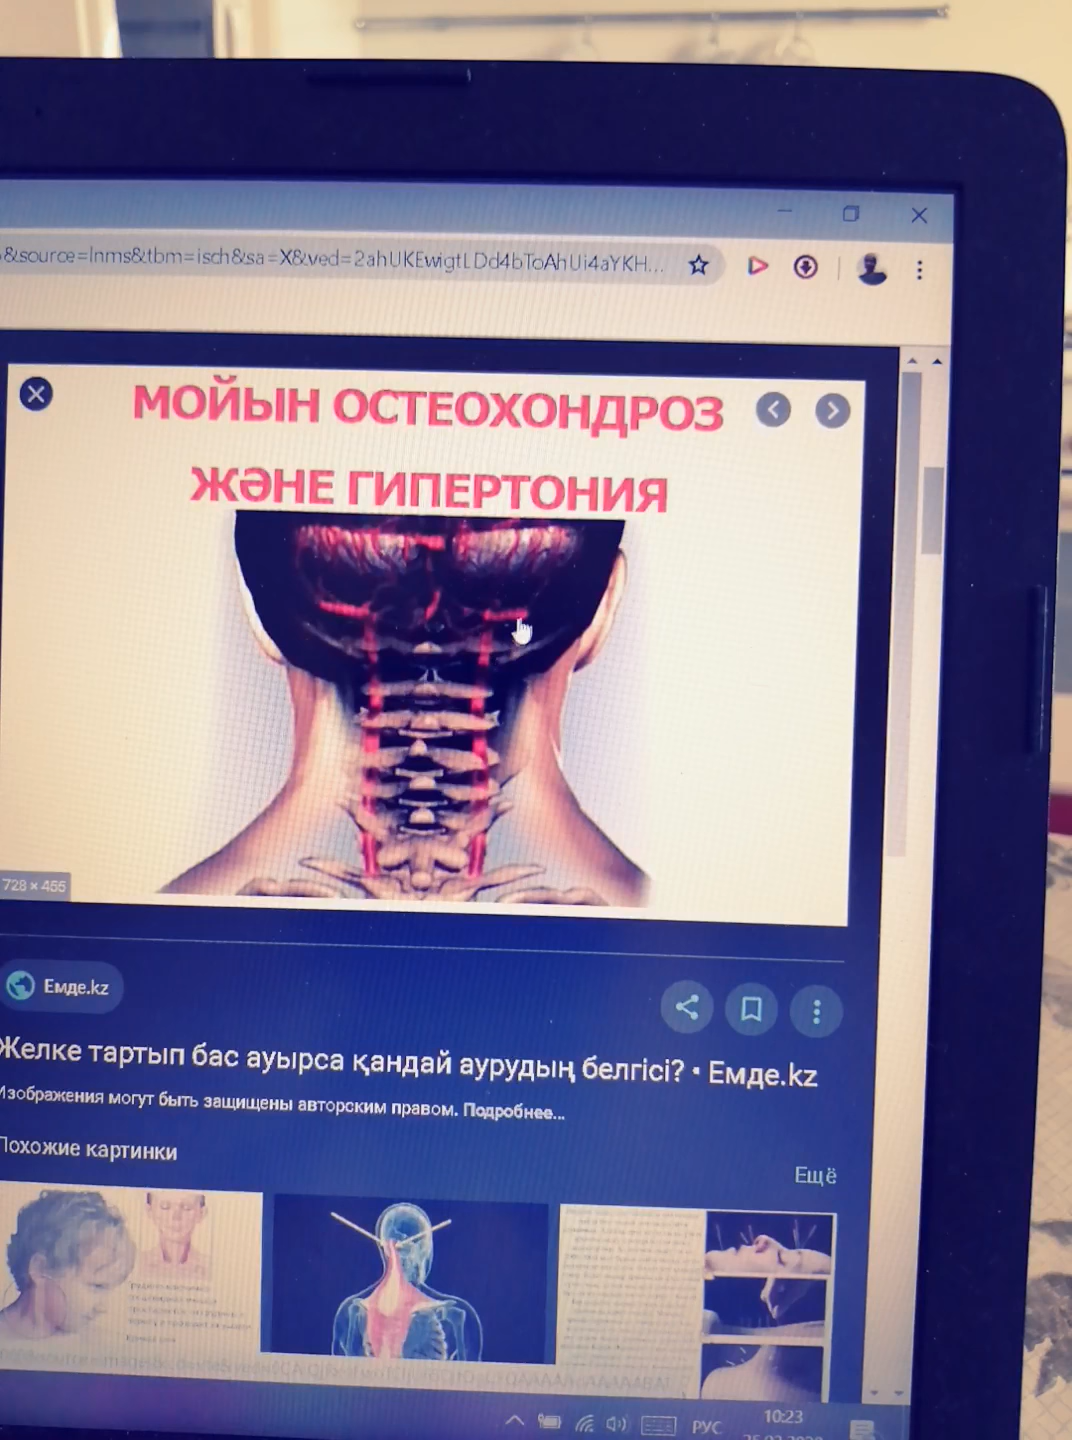 &source=lnms&tbm=isch&sa=X&ved=2ahUKEwigtLDd4bToAhUi4aYKH...
МОЙЫН ОСТЕОХОНДРОЗ
ЖӘНЕ ГИПЕРТОНИЯ
728 × 455
Емде.kz
Желке тартып бас ауырса қандай аурудың белгісі? • Емде.kz
Изображения могут быть защищены авторским правом. Подробнее...
Похожие картинки
Ещё
РУС
10:23